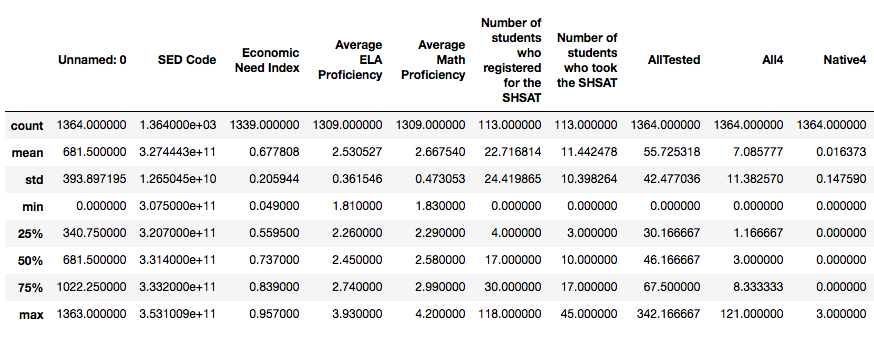 Unnamed: 0 SED Code Economic Need Index Average ELA Proficiency Average Math Proficiency Number of students who registered for the SHSAT Number of students who took the SHSAT AllTested All4 Native4
count 1364.000000 1.364000e+03 1339.000000 1309.000000 1309.000000 113.000000 113.000000 1364.000000 1364.000000 1364.000000
mean 681.500000 3.274443e+11 0.677808 2.530527 2.667540 22.716814 11.442478 55.725318 7.085777 0.016373
std 393.897195 1.265045e+10 0.205944 0.361546 0.473053 24.419865 10.398264 42.477036 11.382570 0.147590
min 0.000000 3.075000e+11 0.049000 1.810000 1.830000 0.000000 0.000000 0.000000 0.000000 0.000000
25% 340.750000 3.207000e+11 0.559500 2.260000 2.290000 4.000000 3.000000 30.166667 1.166667 0.000000
50% 681.500000 3.314000e+11 0.737000 2.450000 2.580000 17.000000 10.000000 46.166667 3.000000 0.000000
75% 1022.250000 3.332000e+11 0.839000 2.740000 2.990000 30.000000 17.000000 67.500000 8.333333 0.000000
max 1363.000000 3.531009e+11 0.957000 3.930000 4.200000 118.000000 45.000000 342.166667 121.000000 3.000000